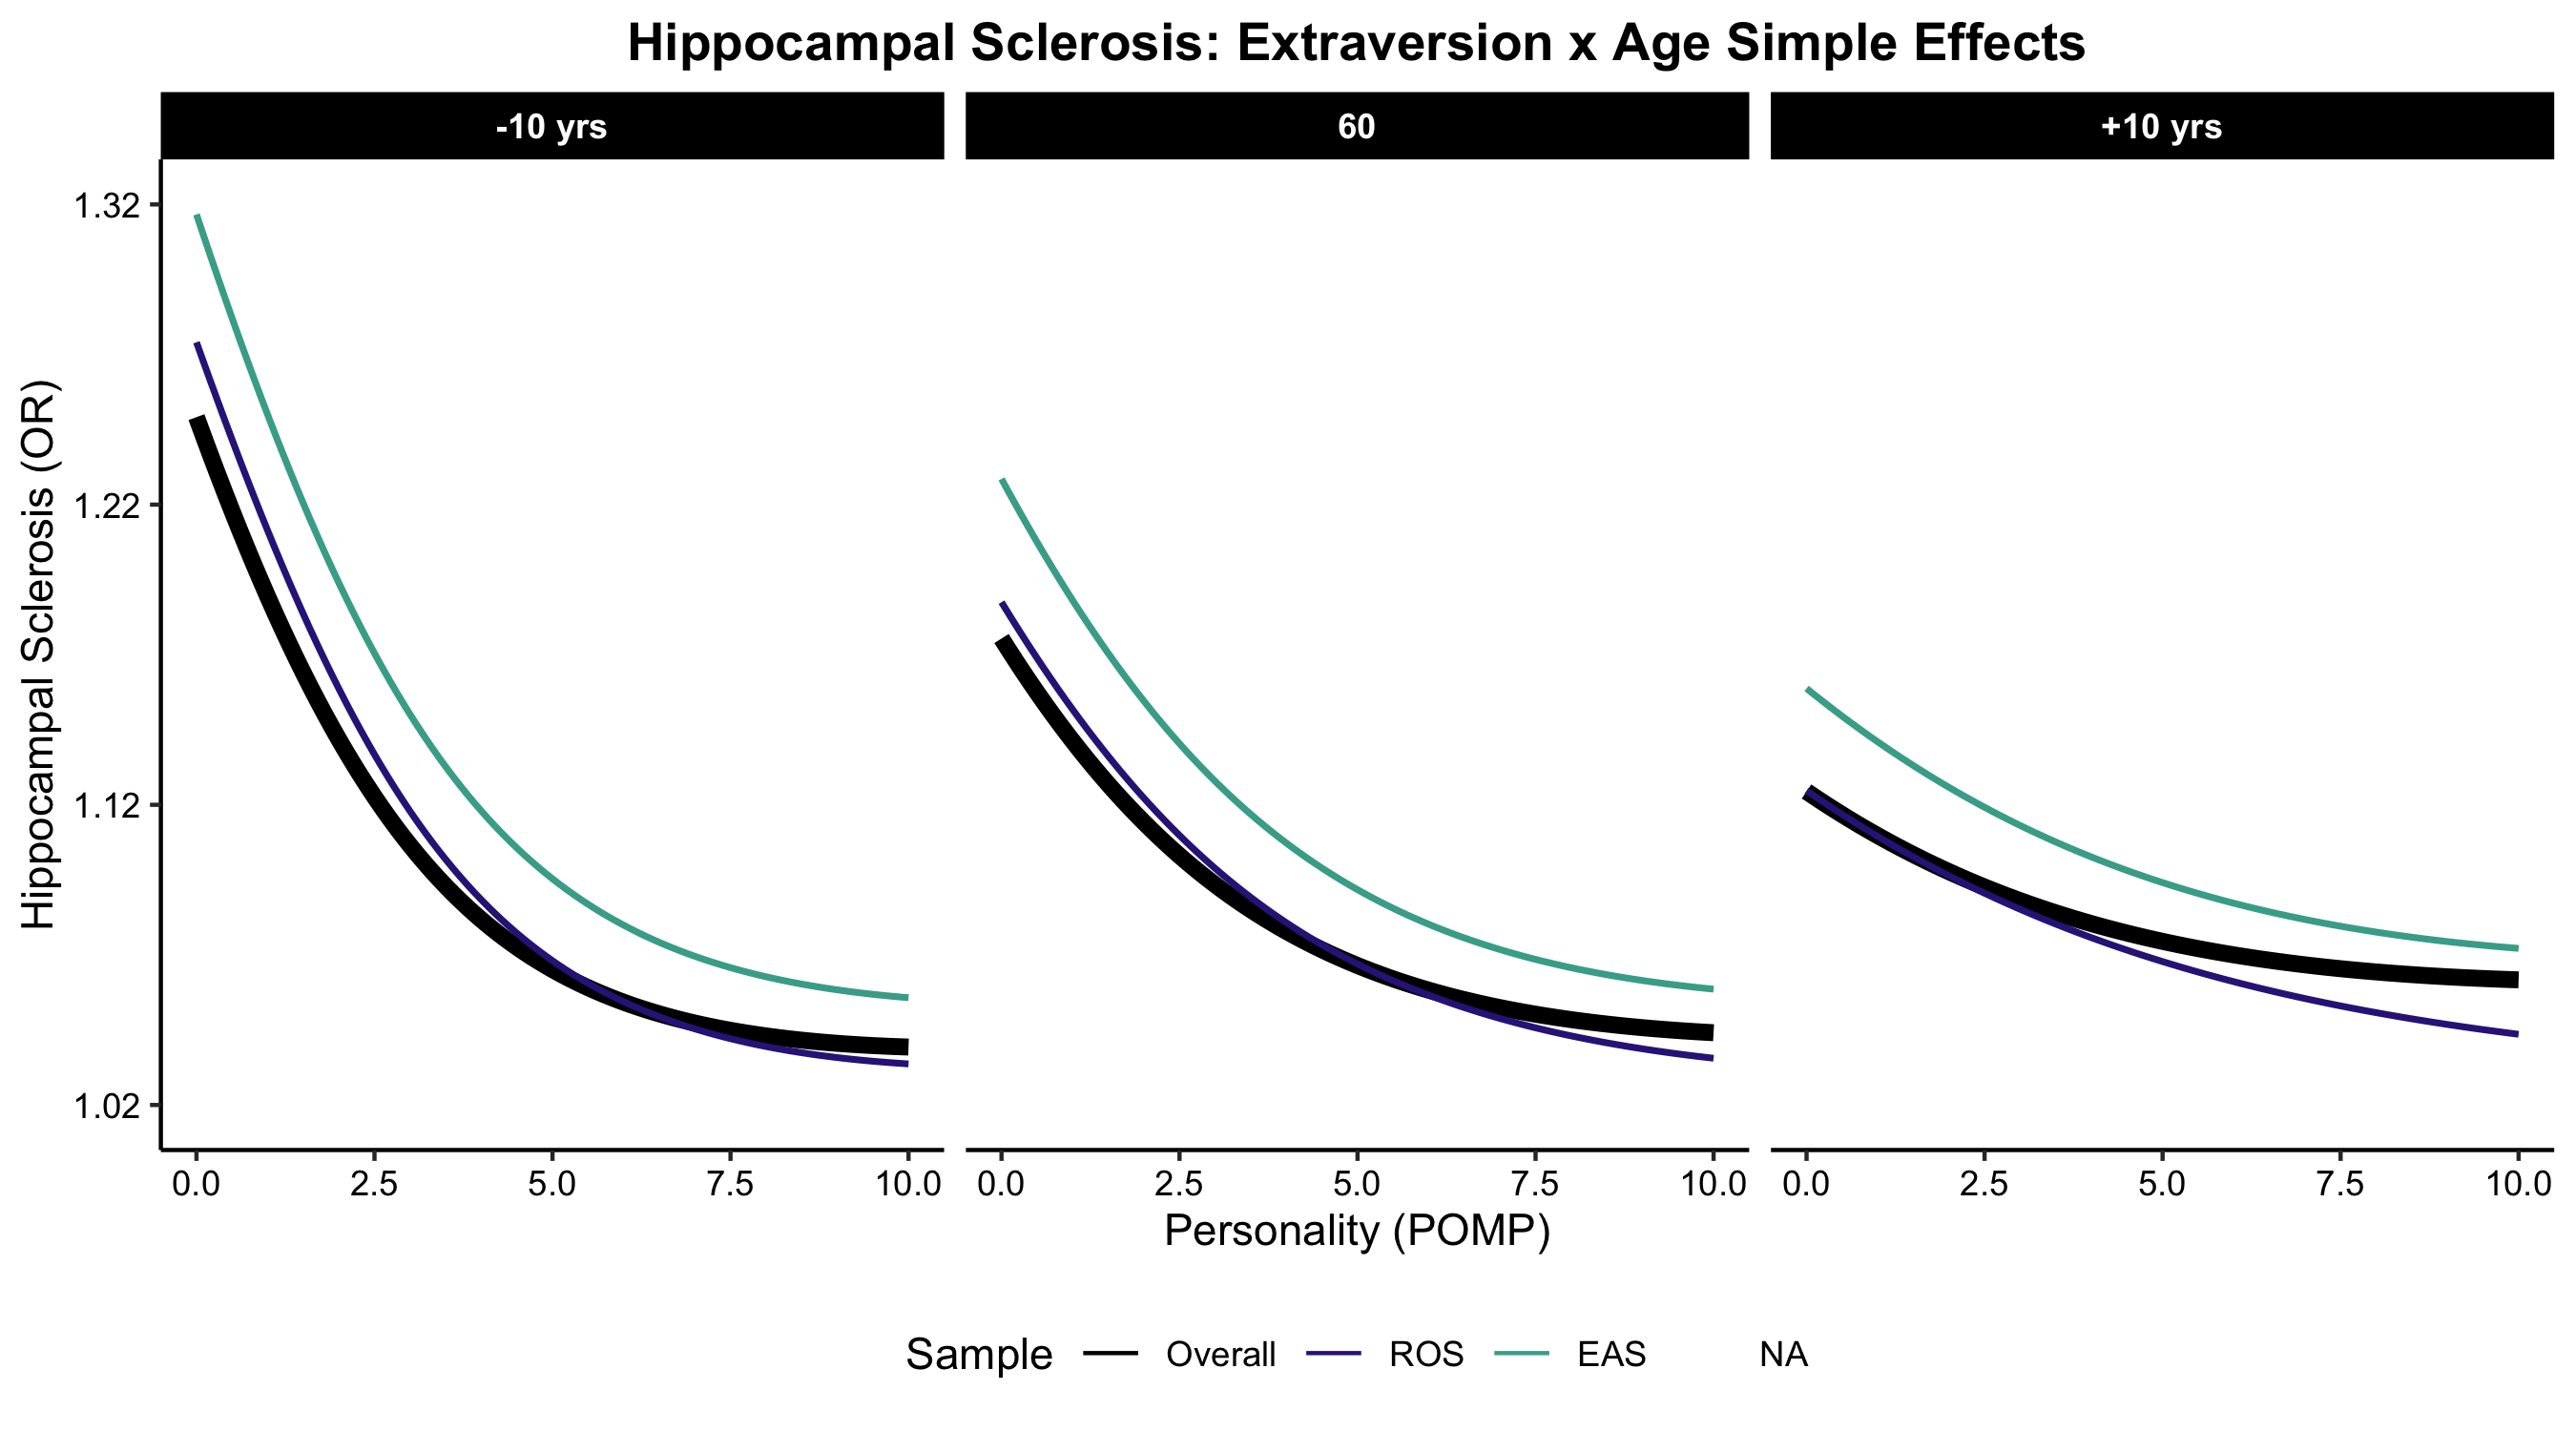 Hippocampal Sclerosis: Extraversion x Age Simple Effects
-10 yrs
60
+10 yrs
Hippocampal Sclerosis (OR)
1.32
1.22
1.12
1.02
0.0 2.5 5.0 7.5 10.0
0.0 2.5 5.0 7.5 10.0
0.0 2.5 5.0 7.5 10.0
Personality (POMP)
Sample Overall ROS EAS NA